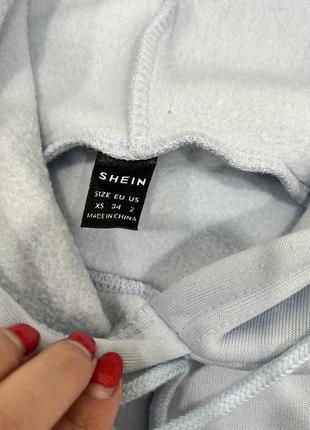 SHEIN
SIZE EU US
XS 34 2
MADE IN CHINA